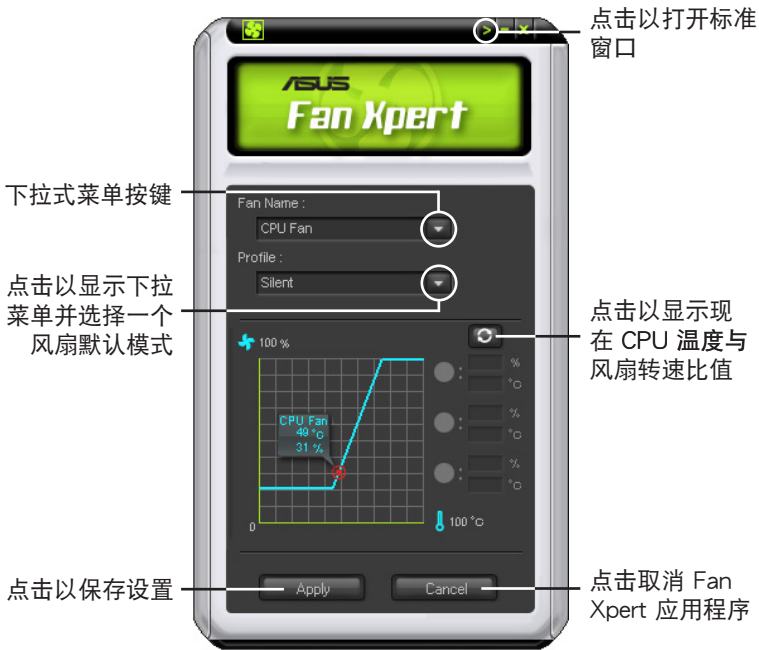 点击以打开标准
窗口
ASUS
Fan Xpert
下拉式菜单按键
Fan Name :
CPU Fan
Profile :
Silent
点击以显示下拉
菜单并选择一个
风扇默认模式
点击以显示现
在 CPU 温度与
风扇转速比值
100 %
%
°C
%
°C
%
°C
CPU Fan
49 °C
31 %
0
100 °C
点击以保存设置
Apply
Cancel
点击取消 Fan
Xpert 应用程序